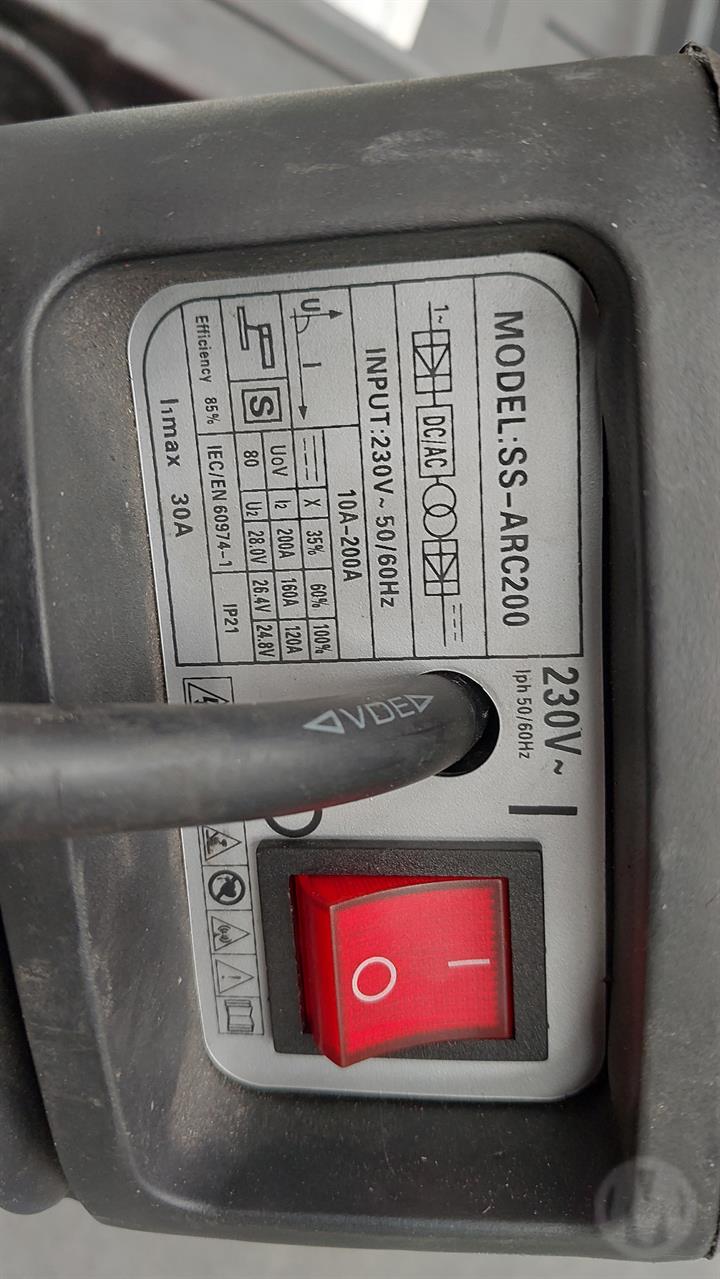 MODEL:SS-ARC200
1~ DC/AC
INPUT:230V~50/60Hz
10A-200A
U I
X 35% 60% 100%
S UoV I2 200A 160A 120A
80 U2 28.0V 26.4V 24.8V
Efficiency 85% IEC/EN 60974-1 IP21
I1max 30A
230V~
Iph 50/60Hz
VDE
I
O
I
O